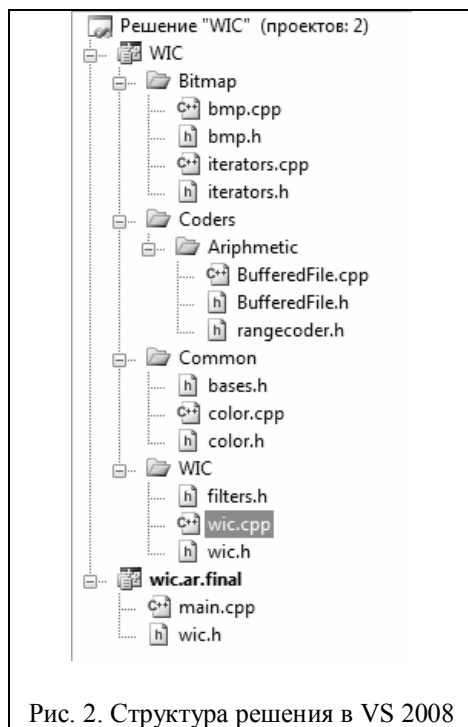 Решение "WIC" (проектов: 2)
WIC
Bitmap
bmp.cpp
bmp.h
iterators.cpp
iterators.h
Coders
Ariphmetic
BufferedFile.cpp
BufferedFile.h
rangecoder.h
Common
bases.h
color.cpp
color.h
WIC
filters.h
wic.cpp
wic.h
wic.ar.final
main.cpp
wic.h
Рис. 2. Структура решения в VS 2008